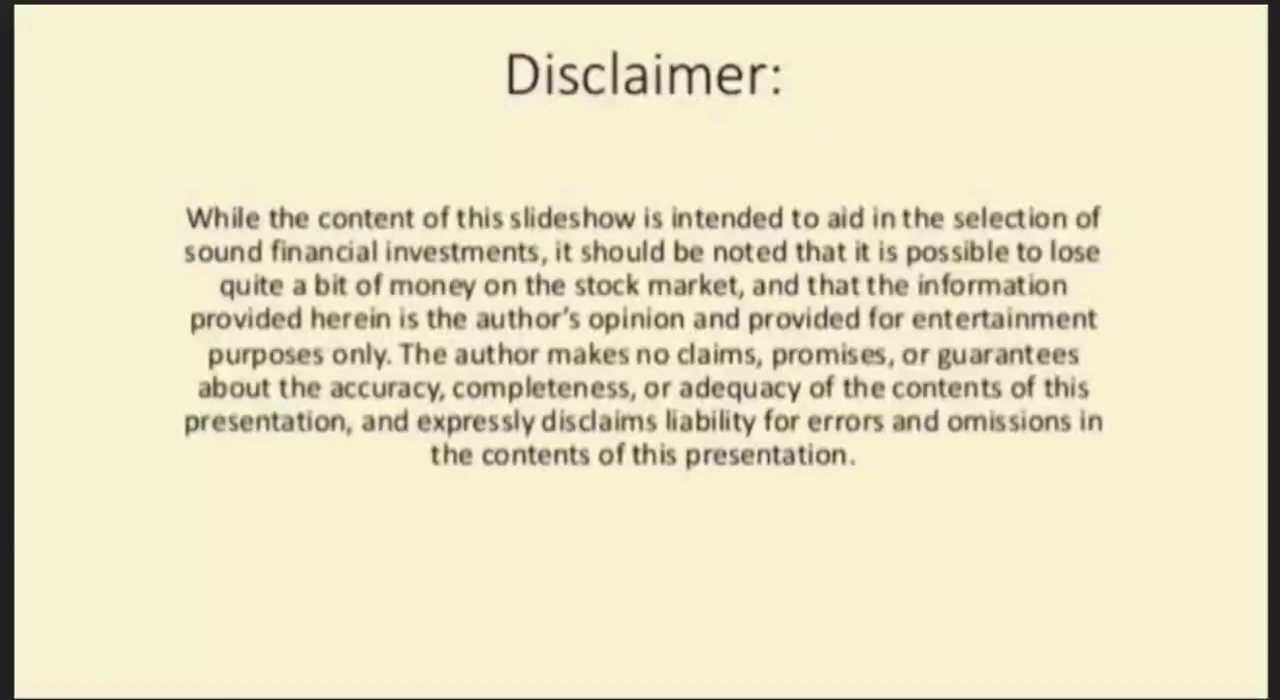 Disclaimer:
While the content of this slideshow is intended to aid in the selection of
sound financial investments, it should be noted that it is possible to lose
quite a bit of money on the stock market, and that the information
provided herein is the author's opinion and provided for entertainment
purposes only. The author makes no claims, promises, or guarantees
about the accuracy, completeness, or adequacy of the contents of this
presentation, and expressly disclaims liability for errors and omissions in
the contents of this presentation.